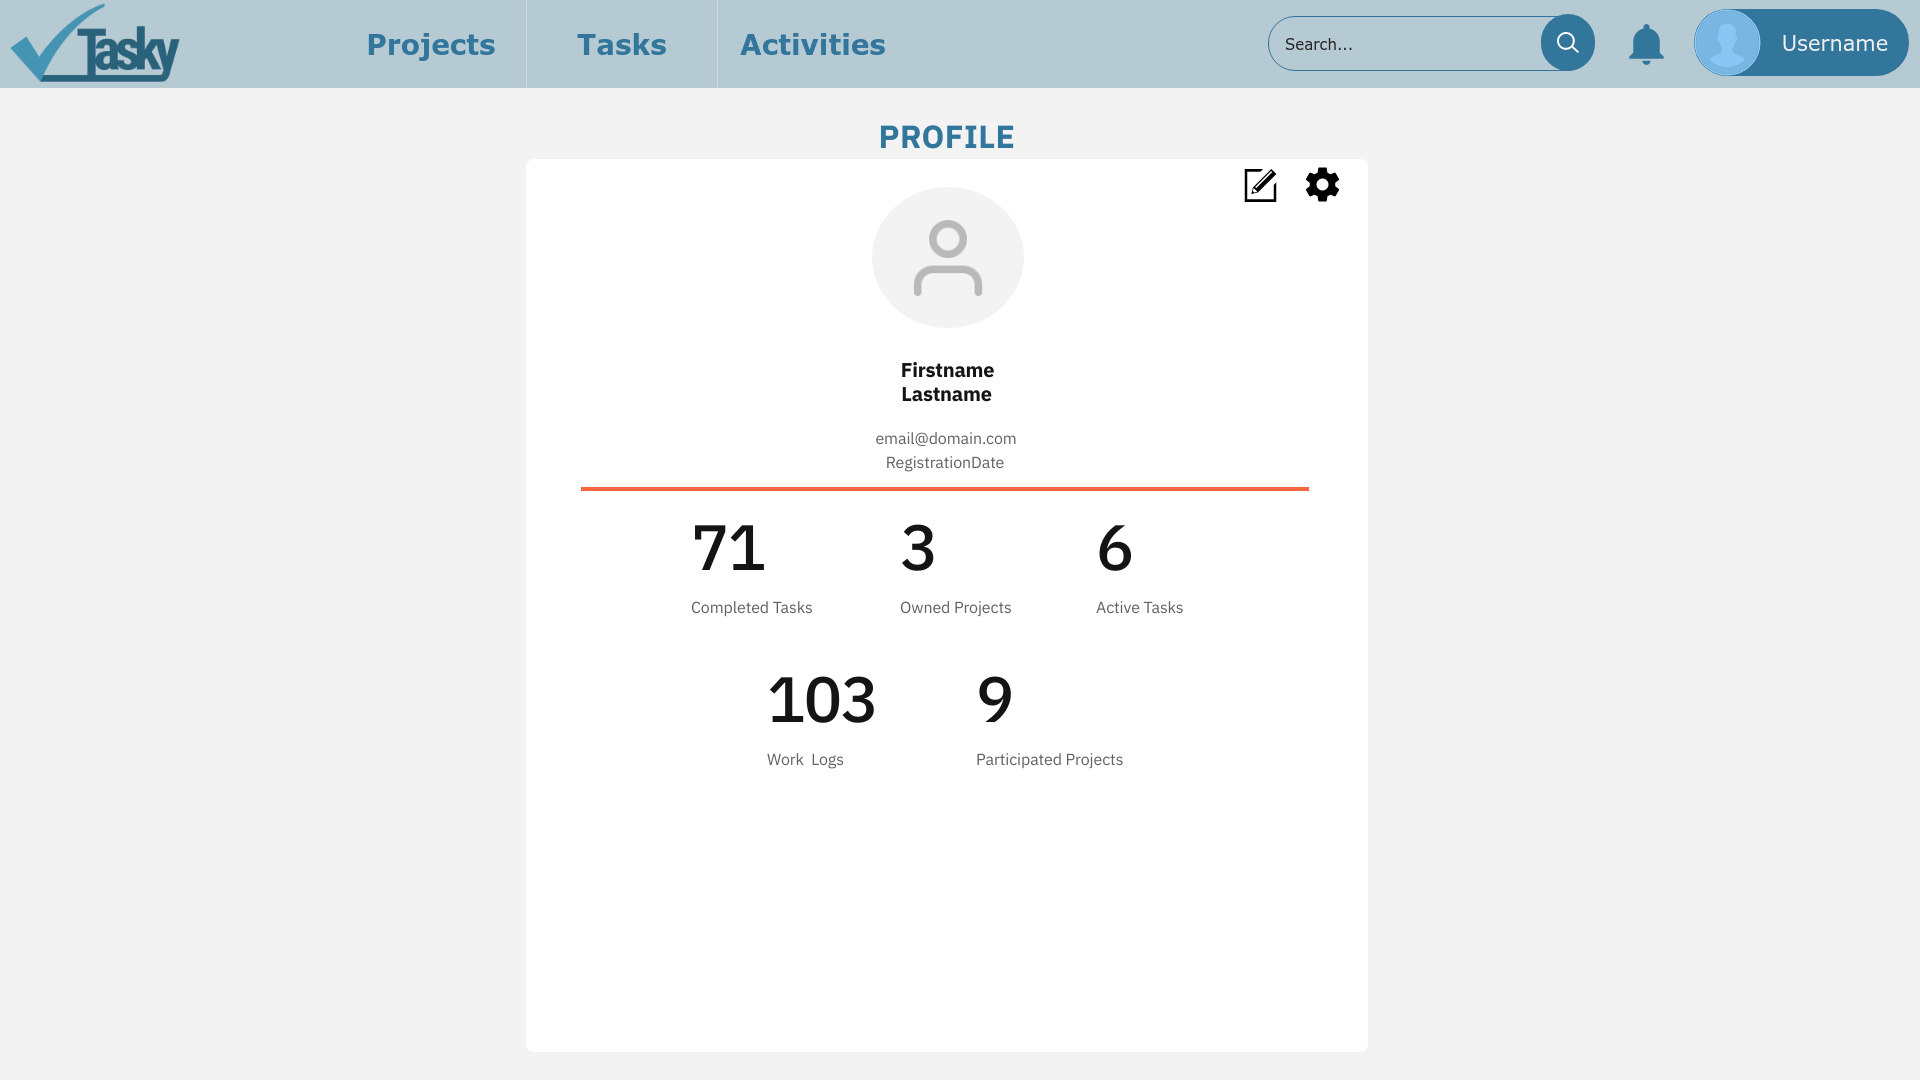 Tasky
Projects
Tasks
Activities
Search...
Username
PROFILE
Firstname
Lastname
email@domain.com
RegistrationDate
71
3
6
Completed Tasks
Owned Projects
Active Tasks
103
9
Work  Logs
Participated Projects